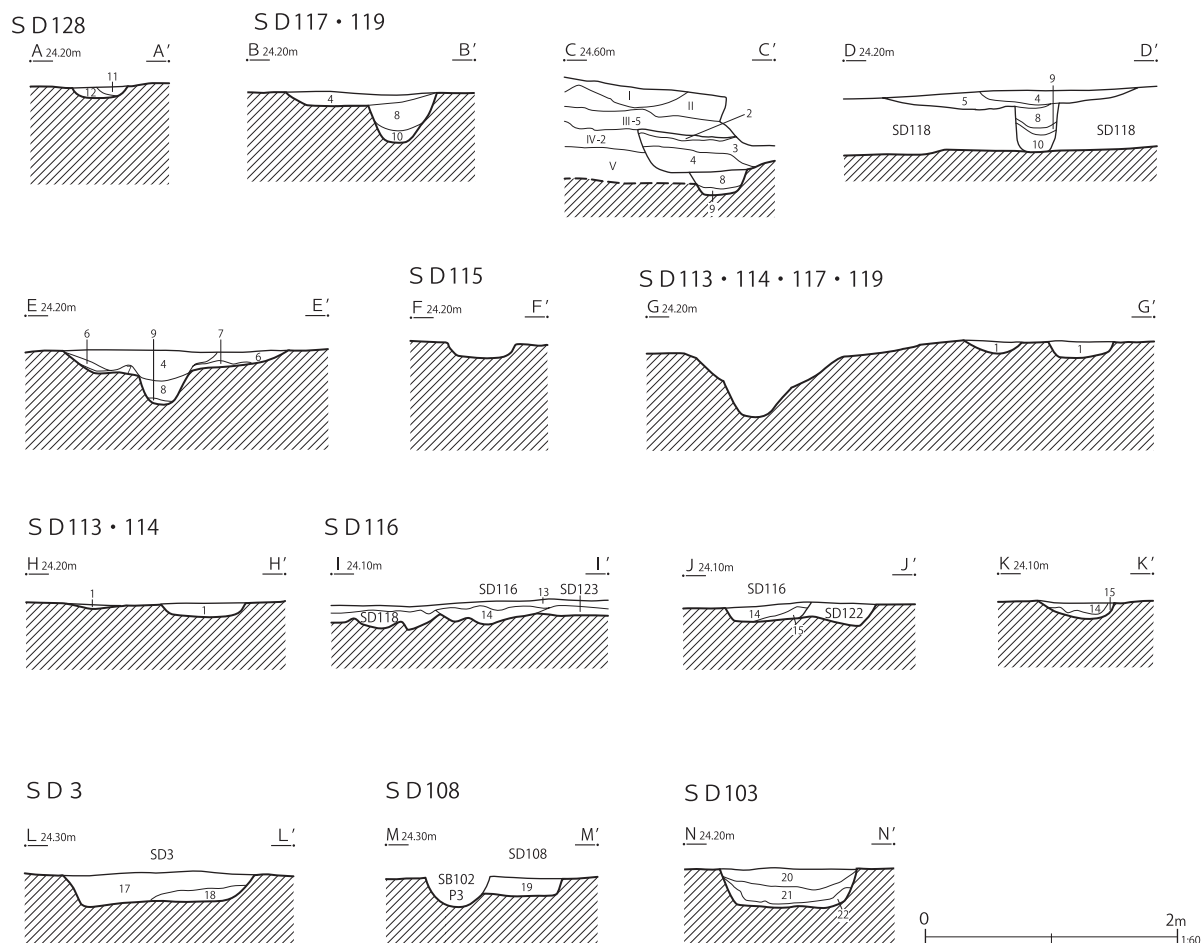 SD128
SD117・119
A 24.20m A′
B 24.20m B′
C 24.60m C′
D 24.20m D′
11
12
4
8
10
I
II
III-5
2
IV-2
3
4
V
8
9
9
5
4
8
SD118
SD118
10
SD115
SD113・114・117・119
E 24.20m E′
F 24.20m F′
G 24.20m G′
6
9
7
4
6
7
8
1
1
SD113・114
SD116
H 24.20m H′
I 24.10m I′
J 24.10m J′
K 24.10m K′
1
1
SD116
13
SD123
SD118
14
SD116
14
15
SD122
15
14
SD3
SD108
SD103
L 24.30m L′
M 24.30m M′
N 24.20m N′
SD3
17
18
SD108
SB102
P3
19
20
21
22
0
2m
1:60